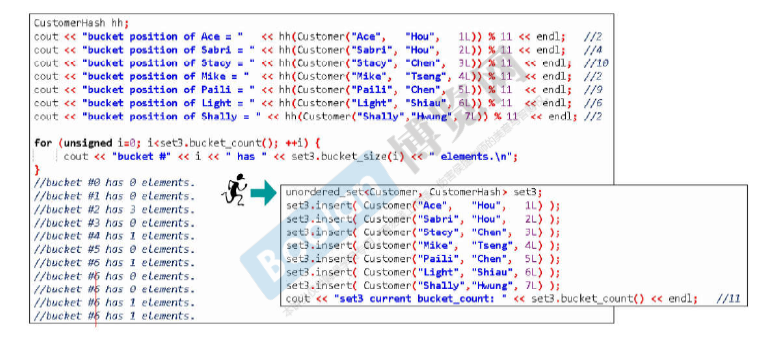 CustomerHash hh;
cout << "bucket position of Ace = " << hh(Customer("Ace", "Hou", 1L)) % 11 << endl; //2
cout << "bucket position of Sabri = " << hh(Customer("Sabri", "Hou", 2L)) % 11 << endl; //4
cout << "bucket position of Stacy = " << hh(Customer("Stacy", "Chen", 3L)) % 11 << endl; //10
cout << "bucket position of Mike = " << hh(Customer("Mike", "Tseng", 4L)) % 11 << endl; //2
cout << "bucket position of Paili = " << hh(Customer("Paili", "Chen", 5L)) % 11 << endl; //9
cout << "bucket position of Light = " << hh(Customer("Light", "Shiau", 6L)) % 11 << endl; //6
cout << "bucket position of Shally = " << hh(Customer("Shally","Hwung", 7L)) % 11 << endl; //2
for (unsigned i=0; i<set3.bucket_count(); ++i) {
cout << "bucket #" << i << " has " << set3.bucket_size(i) << " elements.\n";
}
//bucket #0 has 0 elements.
//bucket #1 has 0 elements.
//bucket #2 has 3 elements.
//bucket #3 has 0 elements.
//bucket #4 has 1 elements.
//bucket #5 has 0 elements.
//bucket #6 has 1 elements.
//bucket #6 has 0 elements.
//bucket #6 has 0 elements.
//bucket #6 has 1 elements.
//bucket #6 has 1 elements.
unordered_set<Customer, CustomerHash> set3;
set3.insert( Customer("Ace", "Hou", 1L) );
set3.insert( Customer("Sabri", "Hou", 2L) );
set3.insert( Customer("Stacy", "Chen", 3L) );
set3.insert( Customer("Mike", "Tseng", 4L) );
set3.insert( Customer("Paili", "Chen", 5L) );
set3.insert( Customer("Light", "Shiau", 6L) );
set3.insert( Customer("Shally","Hwung", 7L) );
cout << "set3 current bucket_count: " << set3.bucket_count() << endl; //11
Boolan
博览网